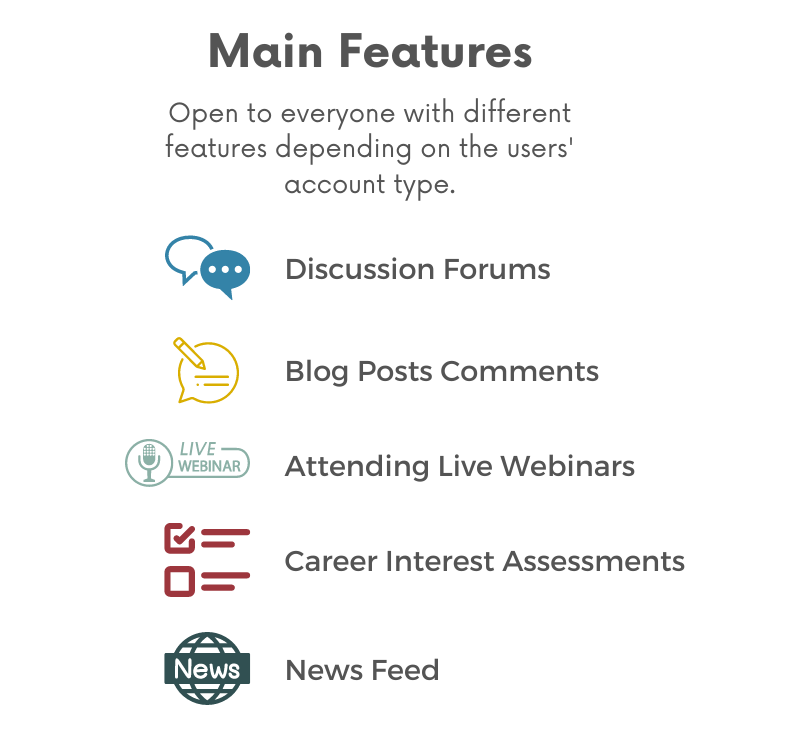 Main Features
Open to everyone with different
features depending on the users'
account type.
Discussion Forums
Blog Posts Comments
LIVE
WEBINAR
Attending Live Webinars
Career Interest Assessments
News
News Feed